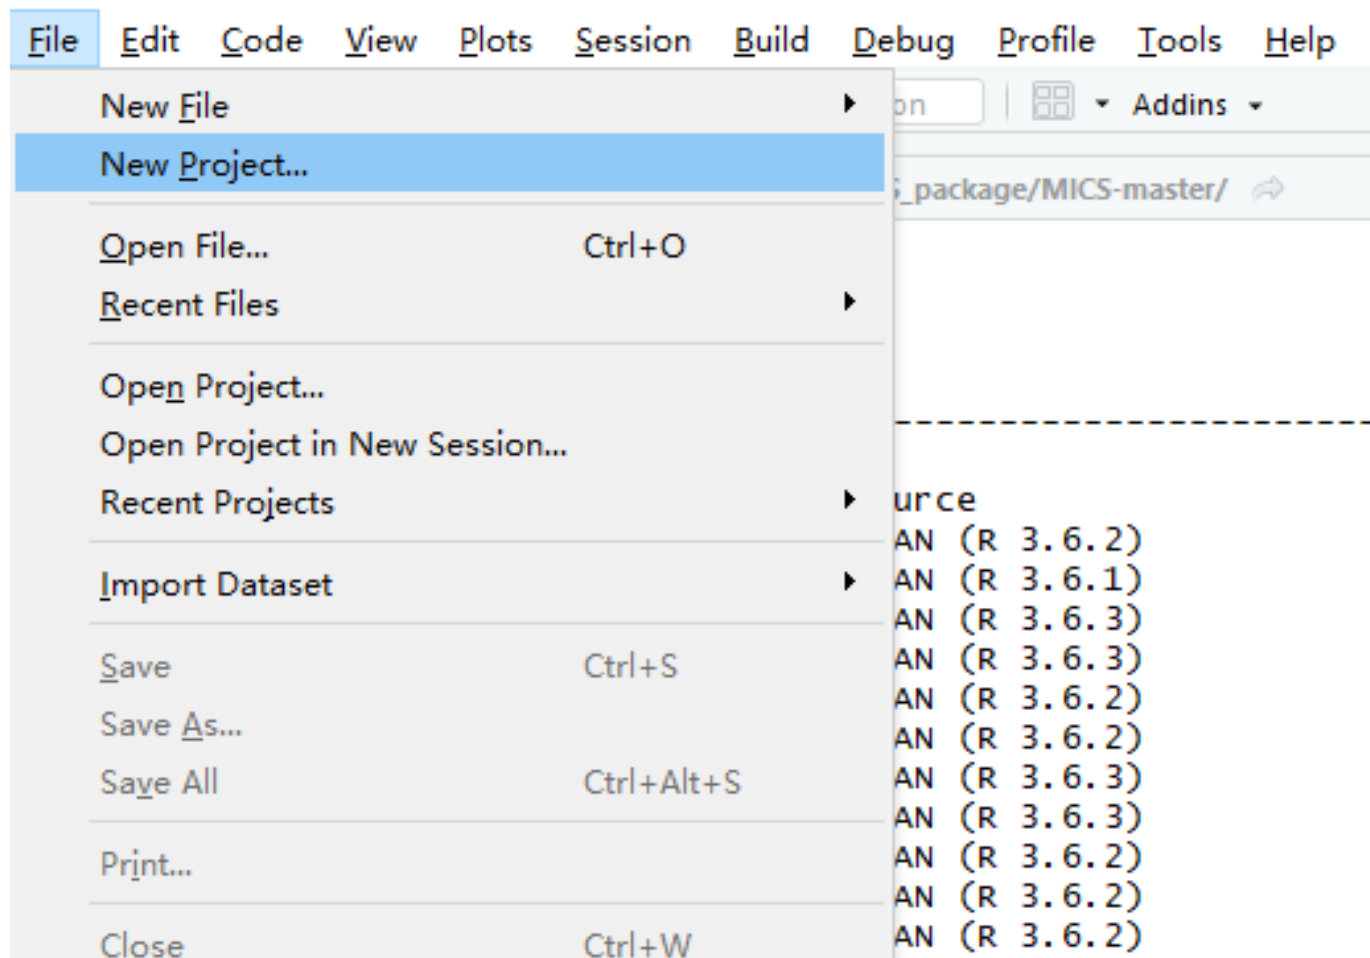 File Edit Code View Plots Session Build Debug Profile Tools Help
New File
on Addins
New Project...
_package/MICS-master/
Open File... Ctrl+O
Recent Files
Open Project...
Open Project in New Session...
Recent Projects
urce
AN (R 3.6.2)
Import Dataset
AN (R 3.6.1)
AN (R 3.6.3)
Save Ctrl+S
AN (R 3.6.3)
AN (R 3.6.2)
Save As...
AN (R 3.6.2)
Save All Ctrl+Alt+S
AN (R 3.6.3)
AN (R 3.6.3)
Print...
AN (R 3.6.2)
AN (R 3.6.2)
Close Ctrl+W
AN (R 3.6.2)